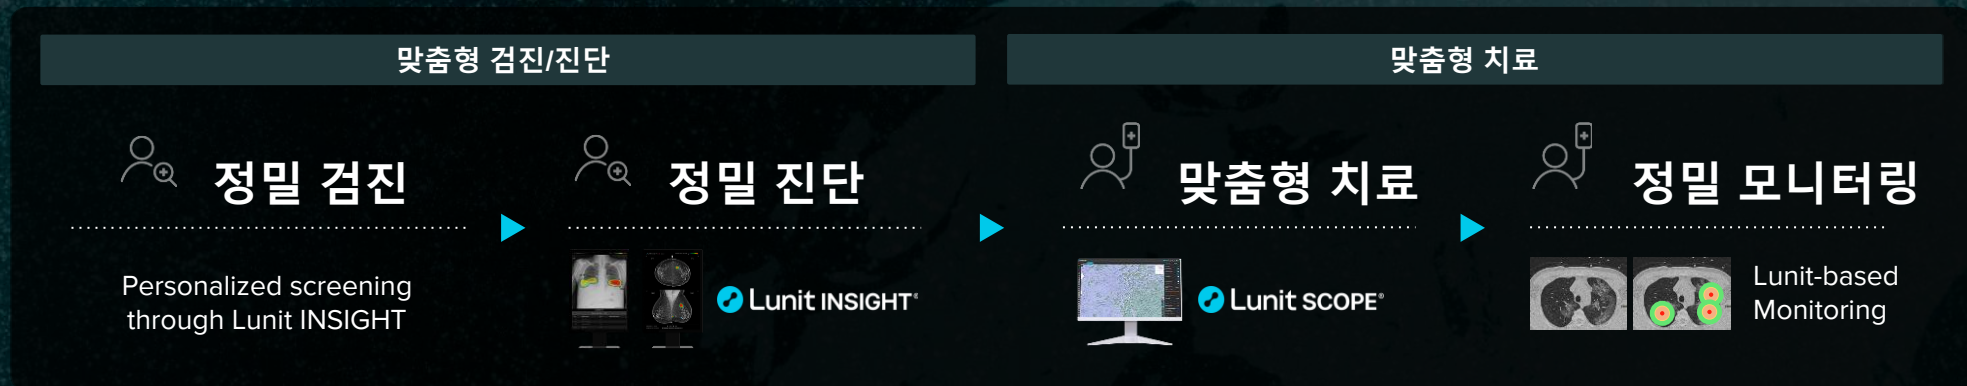 맞춤형 검진/진단
맞춤형 치료
정밀 검진
Personalized screening
through Lunit INSIGHT
정밀 진단
Lunit INSIGHT®
맞춤형 치료
Lunit SCOPE®
정밀 모니터링
Lunit-based
Monitoring